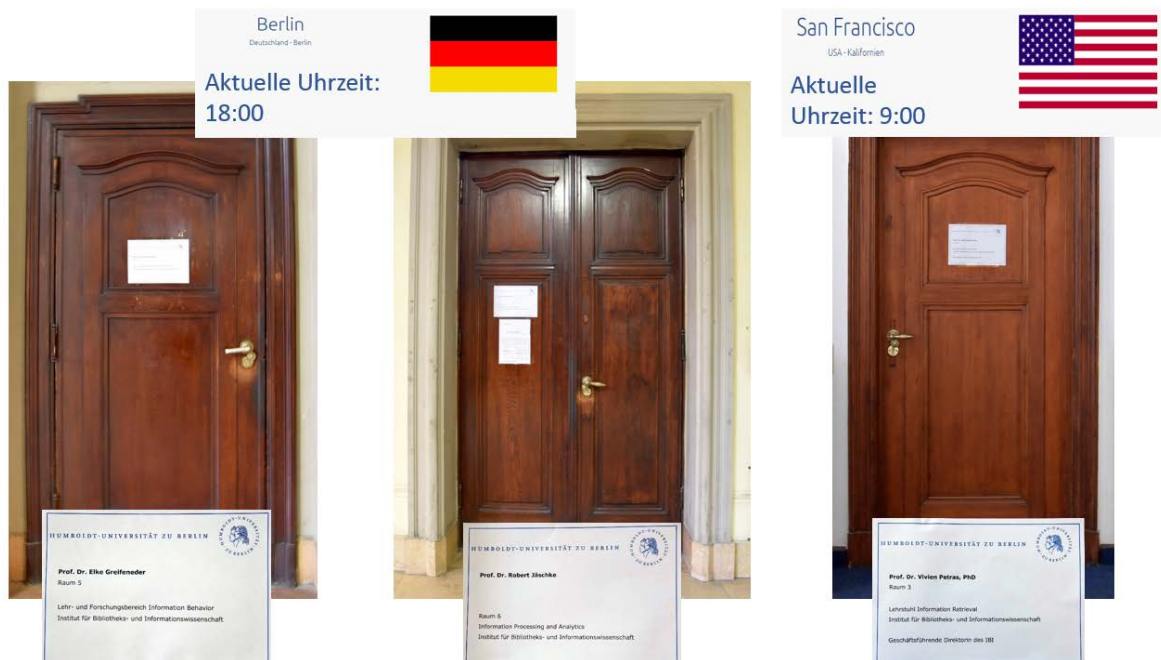 Berlin
Deutschland - Berlin
Aktuelle Uhrzeit:
18:00
San Francisco
USA - Kalifornien
Aktuelle
Uhrzeit: 9:00
HUMBOLDT-UNIVERSITÄT ZU BERLIN
Prof. Dr. Elke Greifeneder
Raum 5
Lehr- und Forschungsbereich Information Behavior
Institut für Bibliotheks- und Informationswissenschaft
HUMBOLDT-UNIVERSITÄT ZU BERLIN
Prof. Dr. Robert Jäschke
Raum 6
Information Processing and Analytics
Institut für Bibliotheks- und Informationswissenschaft
HUMBOLDT-UNIVERSITÄT ZU BERLIN
Prof. Dr. Vivien Petras, PhD
Raum 3
Lehrstuhl Information Retrieval
Institut für Bibliotheks- und Informationswissenschaft
Geschäftsführende Direktorin des IBI